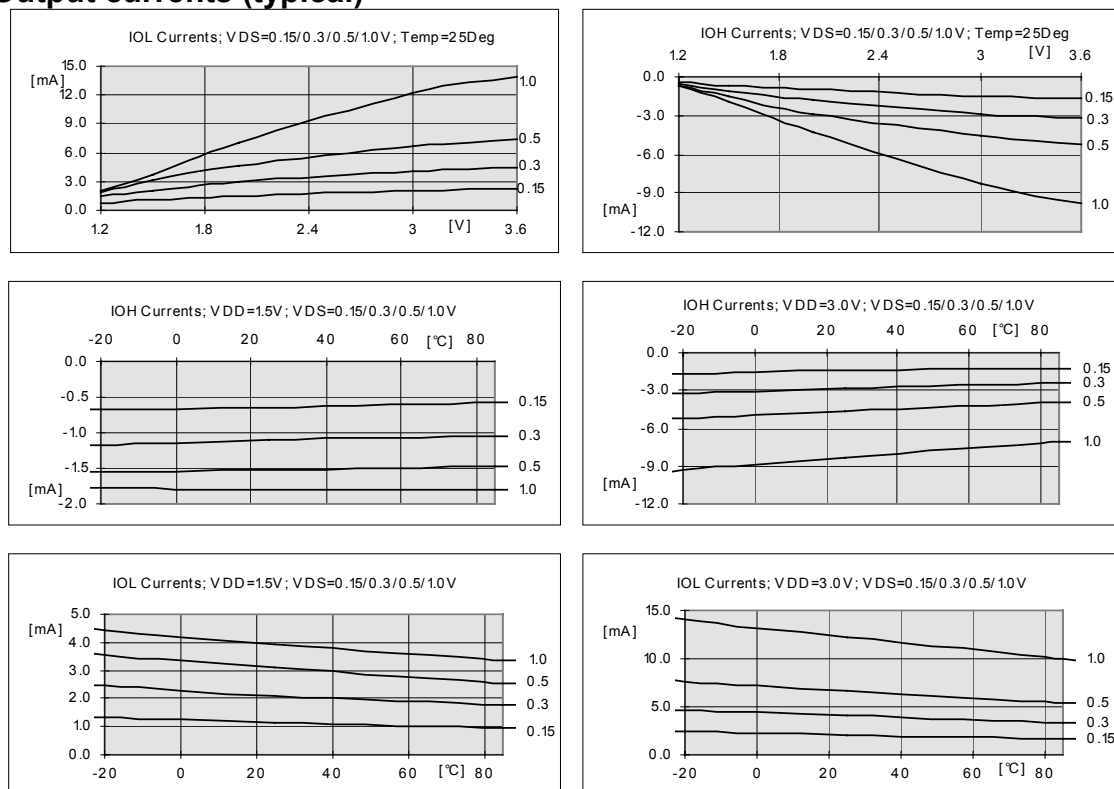 Output currents (typical)
IOL Currents; VDS=0.15/0.3/0.5/1.0V; Temp=25Deg
[mA]
15.0
12.0
9.0
6.0
3.0
0.0
1.2 1.8 2.4 3 [V] 3.6
1.0
0.5
0.3
0.15
IOH Currents; VDS=0.15/0.3/0.5/1.0V; Temp=25Deg
1.2 1.8 2.4 3 [V] 3.6
0.0
-3.0
-6.0
-9.0
[mA]
-12.0
0.15
0.3
0.5
1.0
IOH Currents; VDD=1.5V; VDS=0.15/0.3/0.5/1.0V
-20 0 20 40 60 [°C] 80
0.0
-0.5
-1.0
-1.5
[mA]
-2.0
0.15
0.3
0.5
1.0
IOH Currents; VDD=3.0V; VDS=0.15/0.3/0.5/1.0V
-20 0 20 40 60 [°C] 80
0.0
-3.0
-6.0
-9.0
[mA]
-12.0
0.15
0.3
0.5
1.0
IOL Currents; VDD=1.5V; VDS=0.15/0.3/0.5/1.0V
[mA]
5.0
4.0
3.0
2.0
1.0
0.0
-20 0 20 40 60 [°C] 80
1.0
0.5
0.3
0.15
IOL Currents; VDD=3.0V; VDS=0.15/0.3/0.5/1.0V
[mA]
15.0
10.0
5.0
0.0
-20 0 20 40 60 [°C] 80
1.0
0.5
0.3
0.15